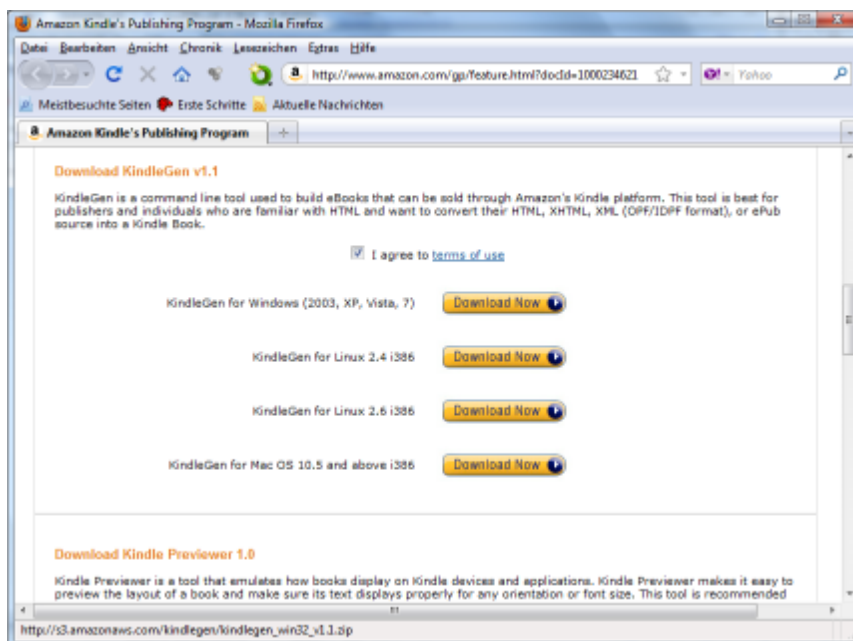 Amazon Kindle's Publishing Program - Mozilla Firefox
Datei Bearbeiten Ansicht Chronik Lesezeichen Extras Hilfe
http://www.amazon.com/gp/feature.html?docId=1000234621 Yahoo
Meistbesuchte Seiten Erste Schritte Aktuelle Nachrichten
Amazon Kindle's Publishing Program
Download KindleGen v1.1
KindleGen is a command line tool used to build eBooks that can be sold through Amazon's Kindle platform. This tool is best for
publishers and individuals who are familiar with HTML and want to convert their HTML, XHTML, XML (OPF/IDPF format), or ePub
source into a Kindle Book.
I agree to terms of use
KindleGen for Windows (2003, XP, Vista, 7) Download Now
KindleGen for Linux 2.4 i386 Download Now
KindleGen for Linux 2.6 i386 Download Now
KindleGen for Mac OS 10.5 and above i386 Download Now
Download Kindle Previewer 1.0
Kindle Previewer is a tool that emulates how books display on Kindle devices and applications. Kindle Previewer makes it easy to
preview the layout of a book and make sure its text displays properly for any orientation or font size. This tool is recommended
http://s3.amazonaws.com/kindlegen/kindlegen_win32_v1.1.zip